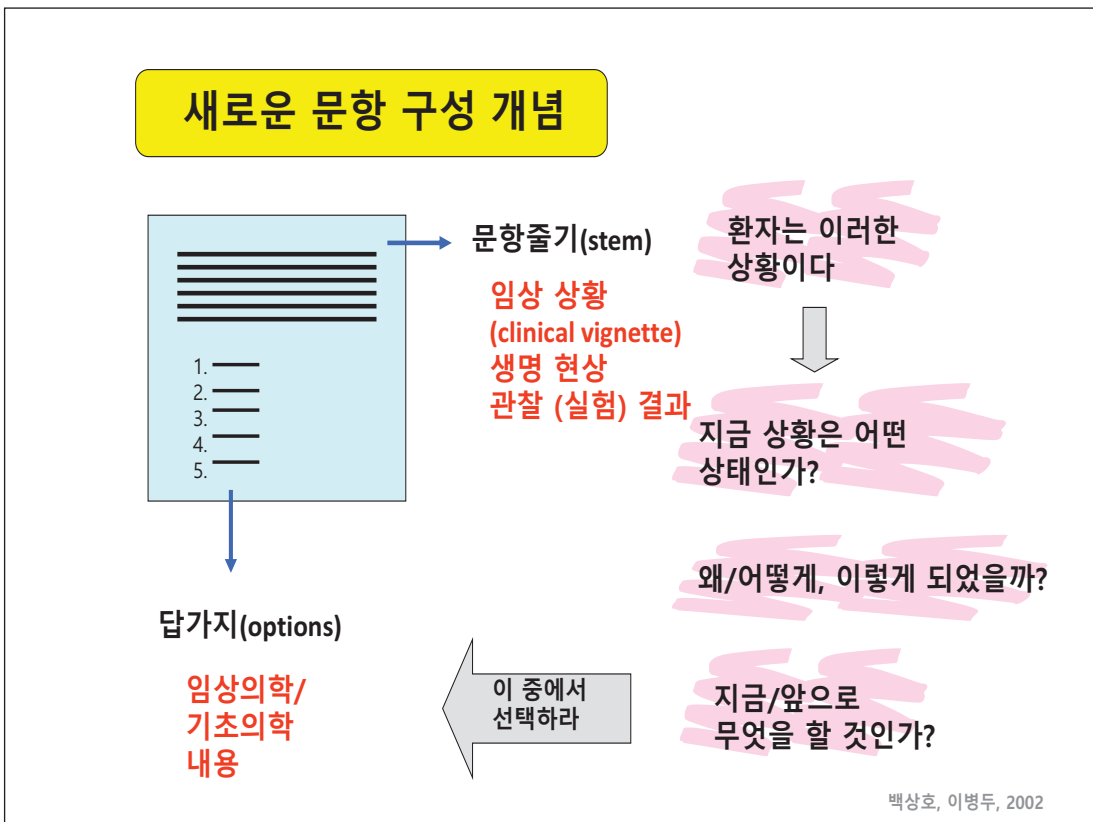 새로운 문항 구성 개념
문항줄기(stem)
임상 상황
(clinical vignette)
생명 현상
관찰 (실험) 결과
1.
2.
3.
4.
5.
답가지(options)
임상의학/
기초의학
내용
환자는 이러한
상황이다
지금 상황은 어떤
상태인가?
왜/어떻게, 이렇게 되었을까?
지금/앞으로
무엇을 할 것인가?
이 중에서
선택하라
백상호, 이병두, 2002